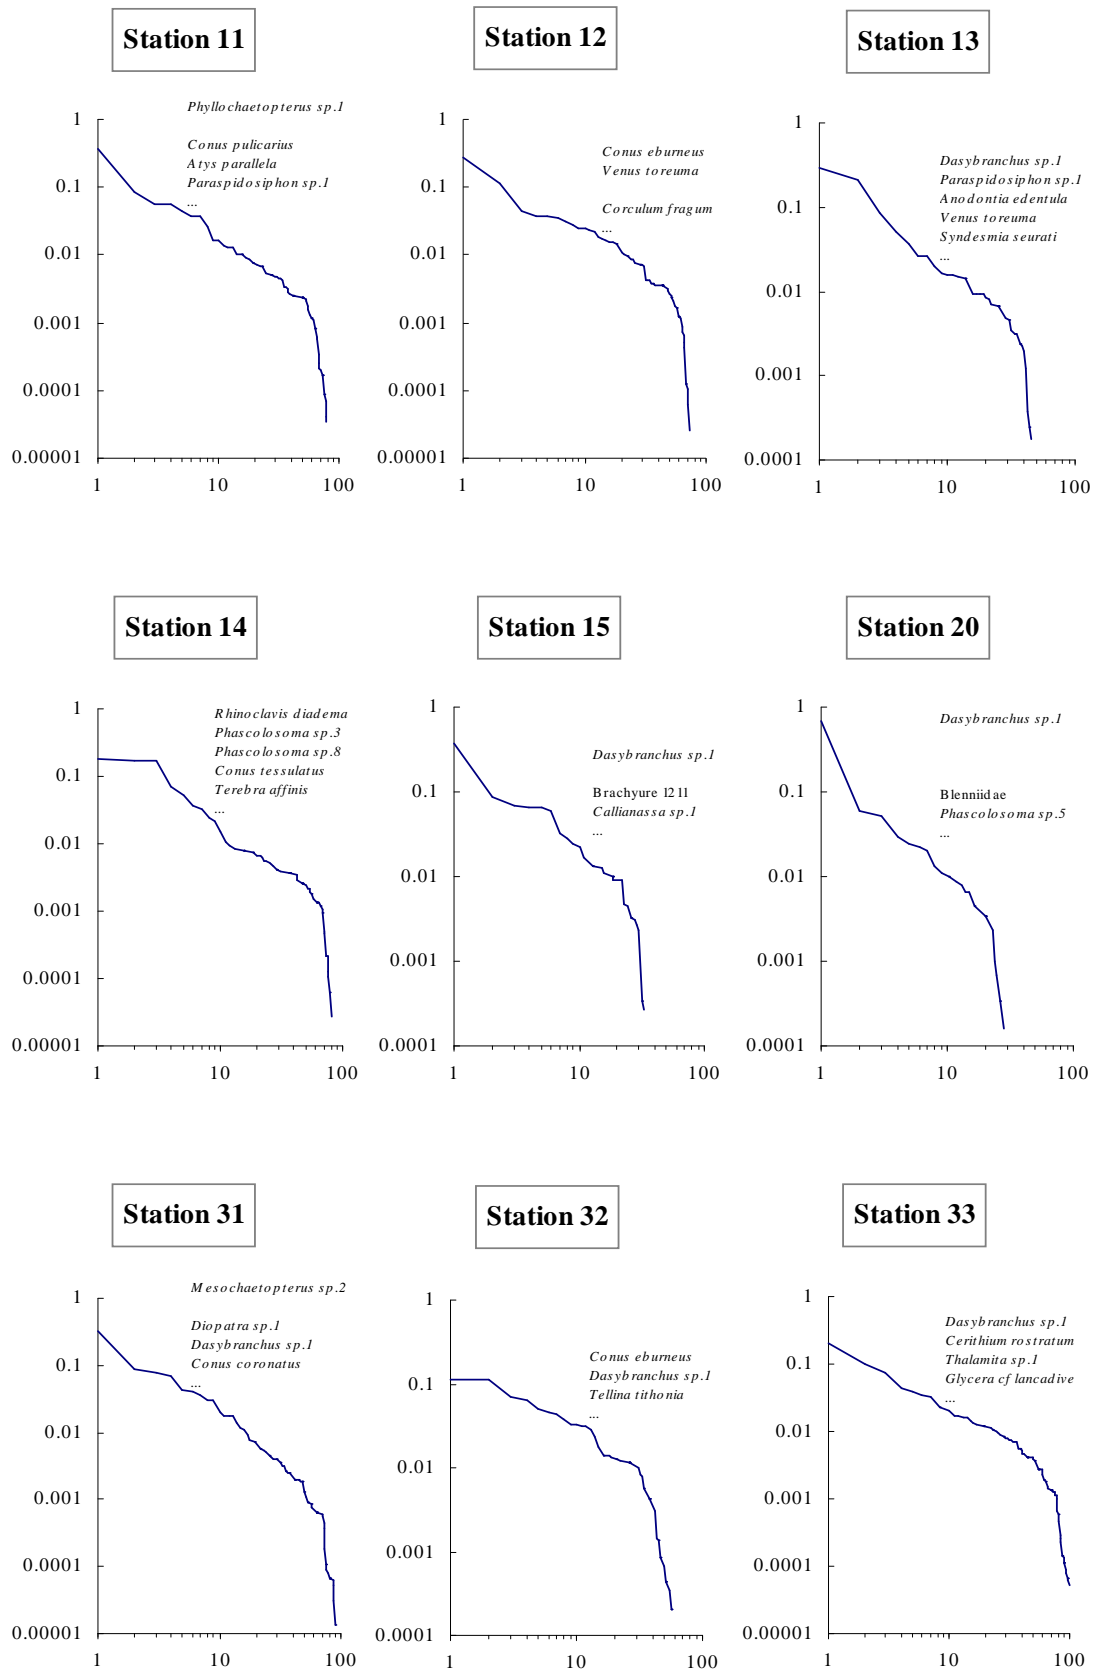 Station 11
Phyllochaetopterus sp.1
Conus pulicarius
Atys parallela
Paraspidosiphon sp.1
...
1
0.1
0.01
0.001
0.0001
0.00001
1
10
100
Station 12
Conus eburneus
Venus toreuma
Corculum fragum
...
1
0.1
0.01
0.001
0.0001
0.00001
1
10
100
Station 13
Dasybranchus sp.1
Paraspidosiphon sp.1
Anodontia edentula
Venus toreuma
Syndesmia seurati
...
1
0.1
0.01
0.001
0.0001
1
10
100
Station 14
Rhinoclavis diadema
Phascolosoma sp.3
Phascolosoma sp.8
Conus tessulatus
Terebra affinis
...
1
0.1
0.01
0.001
0.0001
0.00001
1
10
100
Station 15
Dasybranchus sp.1
Brachyure 1211
Callianassa sp.1
...
1
0.1
0.01
0.001
0.0001
1
10
100
Station 20
Dasybranchus sp.1
Blenniidae
Phascolosoma sp.5
...
1
0.1
0.01
0.001
0.0001
1
10
100
Station 31
Mesochaetopterus sp.2
Diopatra sp.1
Dasybranchus sp.1
Conus coronatus
...
1
0.1
0.01
0.001
0.0001
0.00001
1
10
100
Station 32
Conus eburneus
Dasybranchus sp.1
Tellina tithonia
...
1
0.1
0.01
0.001
0.0001
1
10
100
Station 33
Dasybranchus sp.1
Cerithium rostratum
Thalamita sp.1
Glycera cf lancadive
...
1
0.1
0.01
0.001
0.0001
0.00001
1
10
100